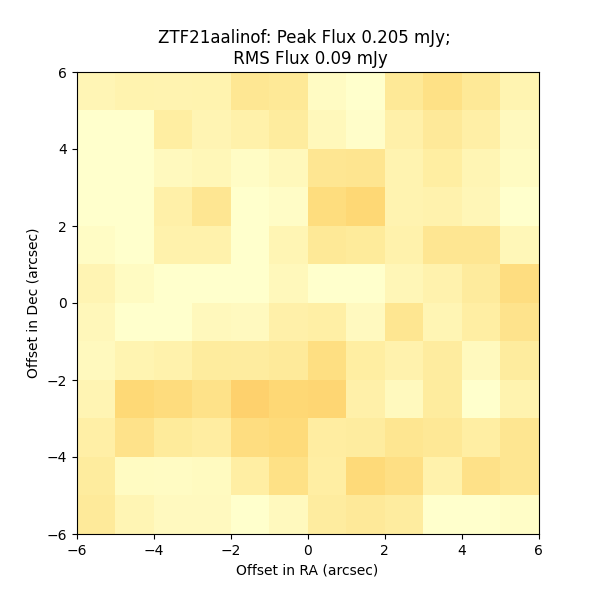 ZTF21aalinof: Peak Flux 0.205 mJy;
RMS Flux 0.09 mJy
6
4
2
0
−2
−4
−6
Offset in Dec (arcsec)
−6 −4 −2 0 2 4 6
Offset in RA (arcsec)